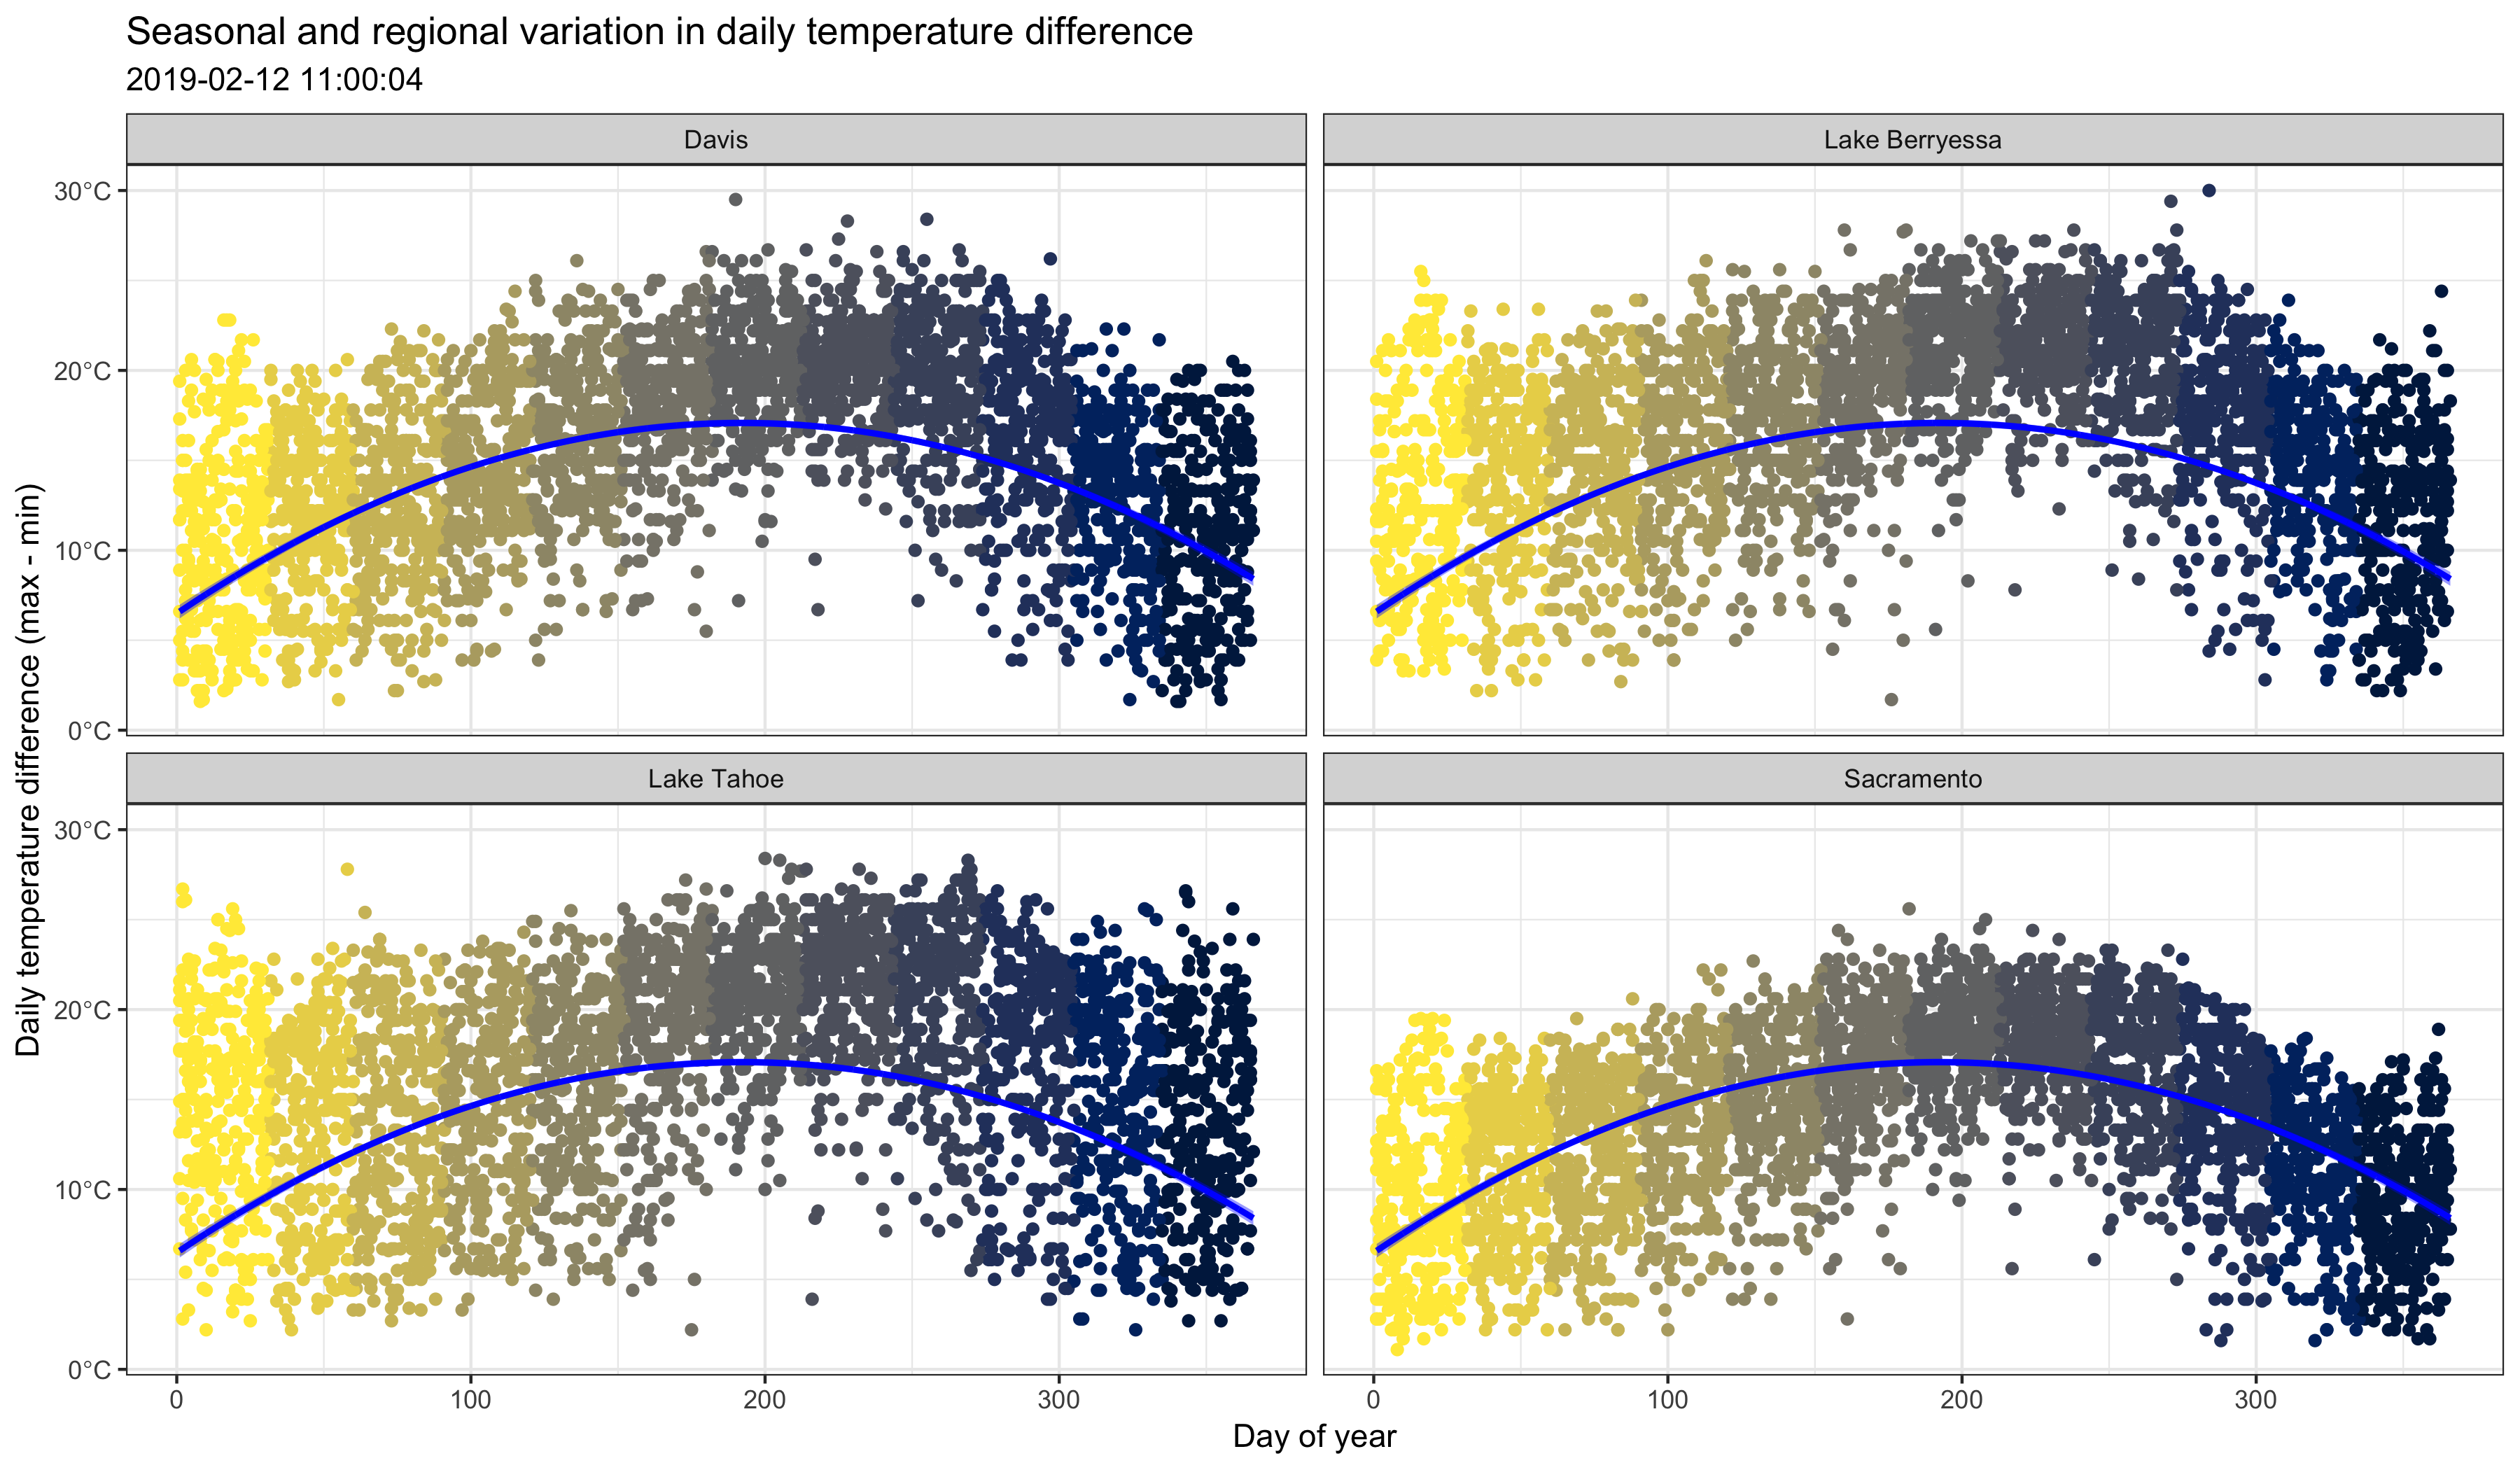 Seasonal and regional variation in daily temperature difference
2019-02-12 11:00:04
Davis
Lake Berryessa
30°C
20°C
10°C
0°C
Lake Tahoe
Sacramento
30°C
20°C
10°C
0°C
Daily temperature difference (max - min)
0
100
200
300
0
100
200
300
Day of year